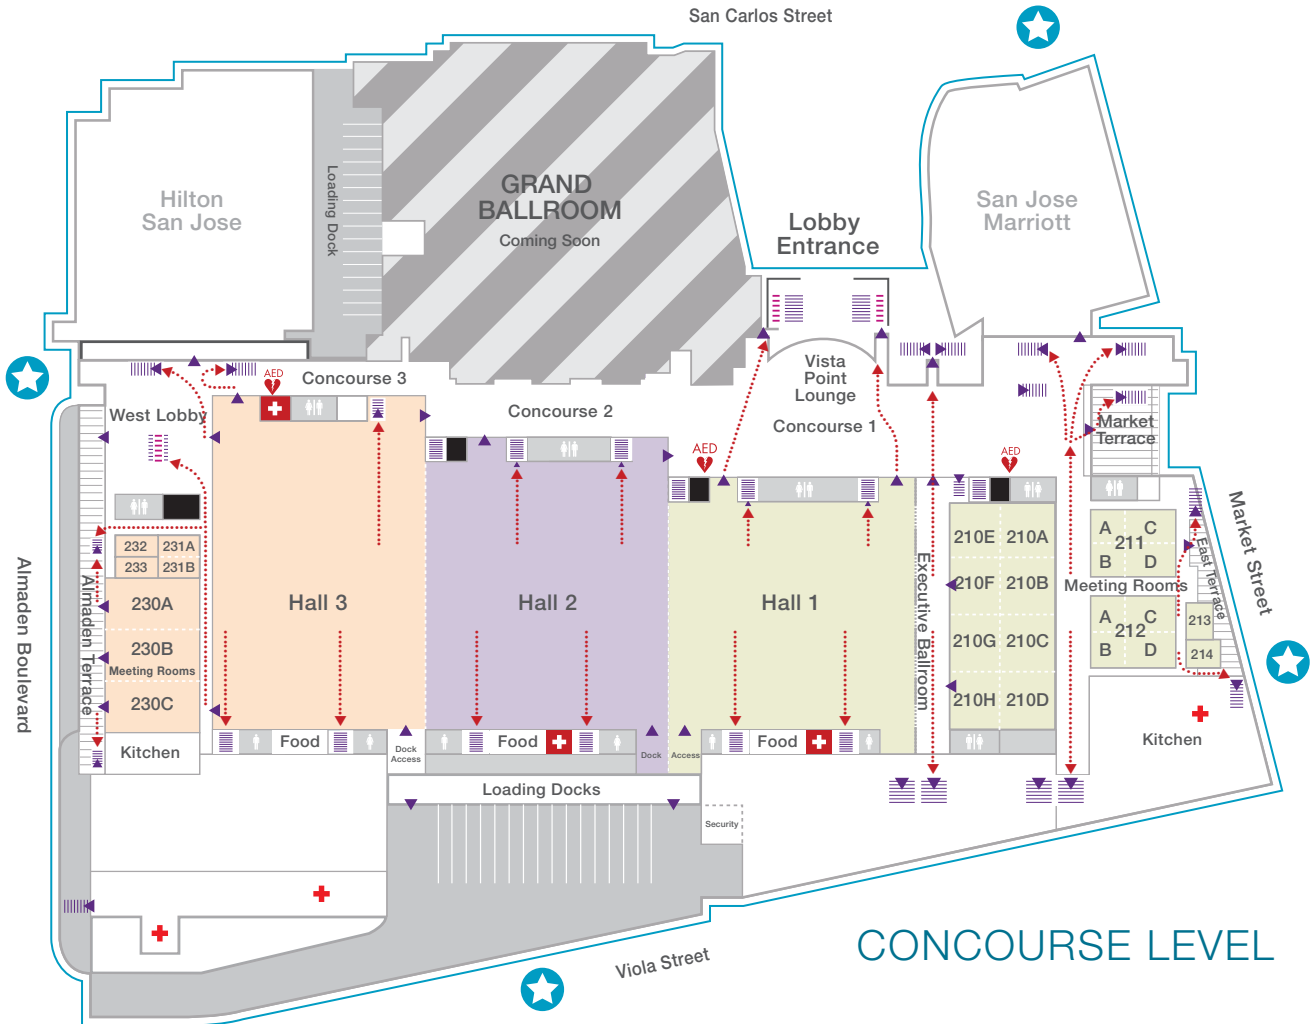 San Carlos Street
Hilton
San Jose
Loading Dock
GRAND
BALLROOM
Coming Soon
Lobby
Entrance
San Jose
Marriott
AED
Concourse 3
Concourse 2
Vista
Point
Lounge
Concourse 1
West Lobby
Market
Terrace
AED
AED
Market Street
232
231A
233
231B
230A
230B
Meeting Rooms
230C
Kitchen
Almaden Boulevard
Almaden Terrace
Hall 3
Hall 2
Hall 1
Executive Ballroom
210E
210A
210F
210B
210G
210C
210H
210D
A
C
211
B
D
Meeting Rooms
A
C
212
B
D
East Terrace
213
214
Kitchen
Food
Dock
Access
Food
Dock
Access
Food
Loading Docks
Security
Viola Street
CONCOURSE LEVEL